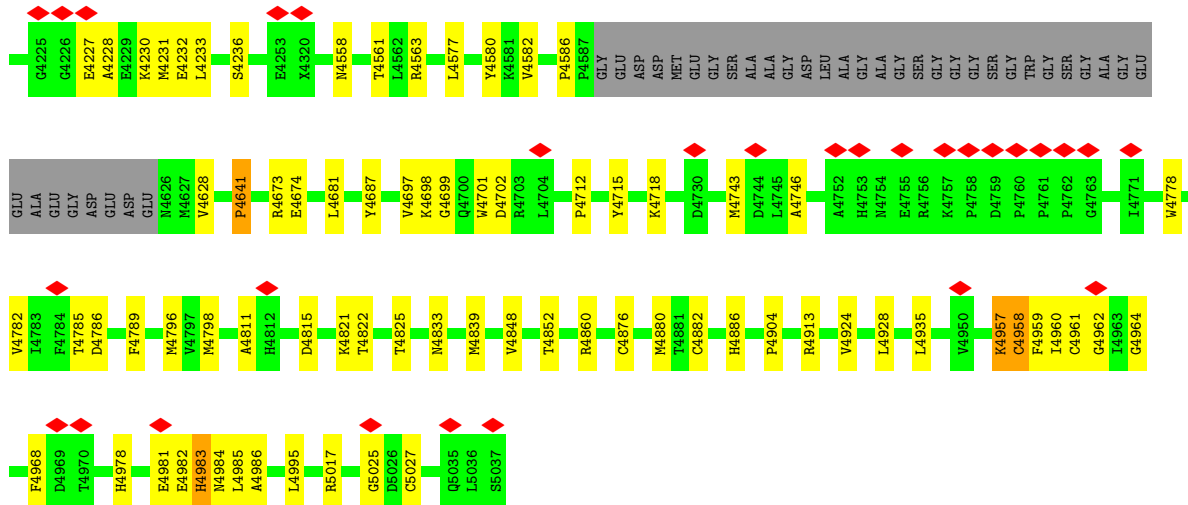 G4225 G4226 E4227 A4228 E4229 K4230 M4231 E4232 L4233 S4236 E4253 X4320 N4558 T4561 L4562 R4563 L4577 Y4580 K4581 V4582 P4586 P4587 GLY GLU ASP ASP MET GLU GLY SER ALA ALA GLY ASP LEU ALA GLY ALA GLY SER GLY GLY GLY SER GLY TRP GLY SER GLY ALA GLY GLU
GLU ALA GLU GLY ASP GLU ASP GLU N4626 M4627 V4628 P4641 R4673 E4674 L4681 Y4687 V4697 K4698 G4699 Q4700 W4701 D4702 R4703 L4704 P4712 Y4715 K4718 D4730 M4743 D4744 L4745 A4746 A4752 H4753 N4754 E4755 R4756 K4757 P4758 D4759 P4760 P4761 P4762 G4763 I4771 W4778
V4782 I4783 F4784 T4785 D4786 F4789 M4796 V4797 M4798 A4811 H4812 D4815 K4821 T4822 T4825 N4833 M4839 V4848 T4852 R4860 C4876 M4880 T4881 C4882 H4886 P4904 R4913 V4924 L4928 L4935 V4950 K4957 C4958 F4959 I4960 C4961 G4962 I4963 G4964
F4968 D4969 T4970 H4978 E4981 E4982 H4983 N4984 L4985 A4986 L4995 R5017 G5025 D5026 C5027 Q5035 L5036 S5037